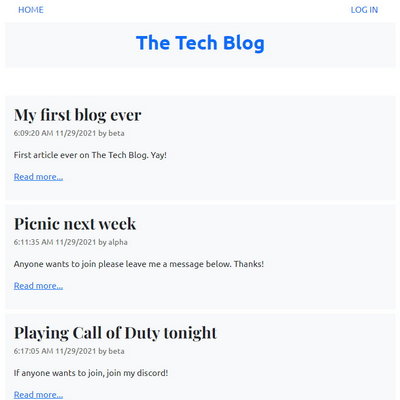 HOME LOG IN
The Tech Blog
My first blog ever
6:09:20 AM 11/29/2021 by beta
First article ever on The Tech Blog. Yay!
Read more...
Picnic next week
6:11:35 AM 11/29/2021 by alpha
Anyone wants to join please leave me a message below. Thanks!
Read more...
Playing Call of Duty tonight
6:17:05 AM 11/29/2021 by beta
If anyone wants to join, join my discord!
Read more...